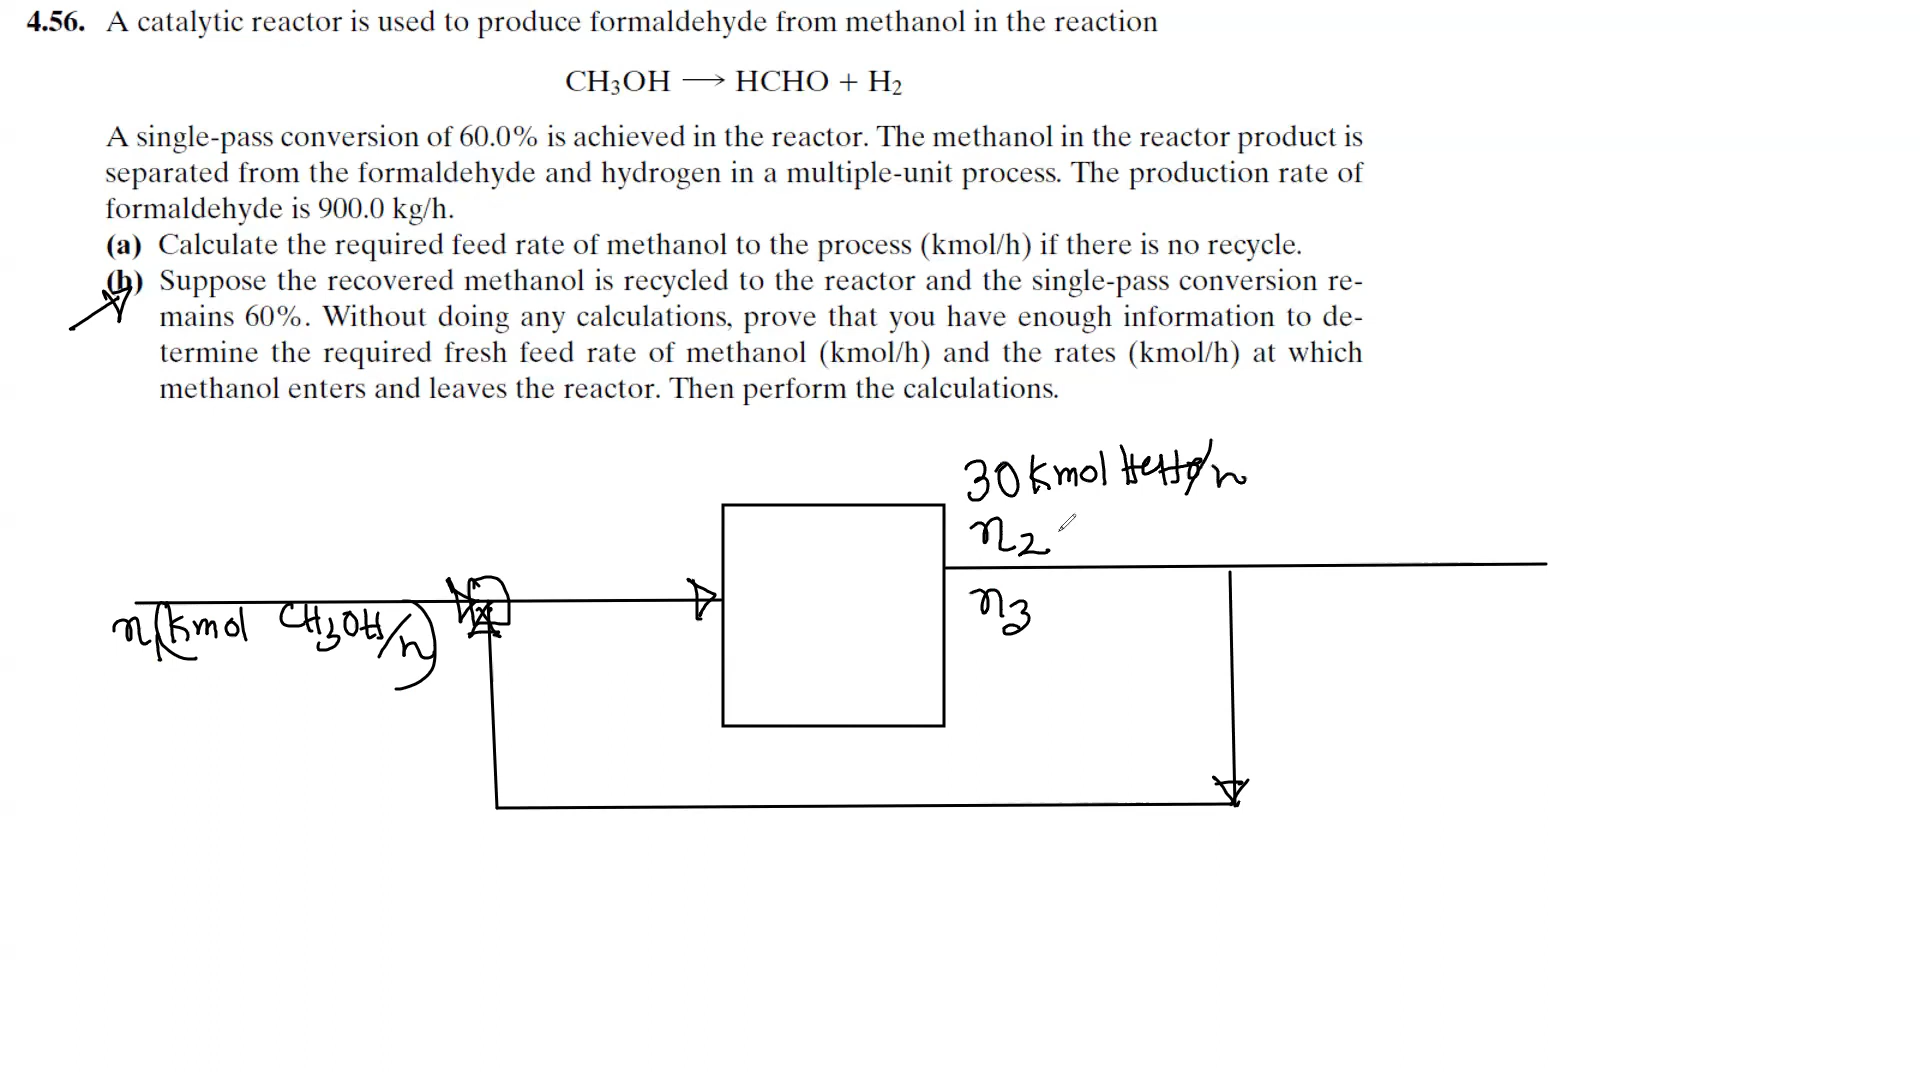 4.56. A catalytic reactor is used to produce formaldehyde from methanol in the reaction
CH₃OH ⟶ HCHO + H₂
A single-pass conversion of 60.0% is achieved in the reactor. The methanol in the reactor product is
separated from the formaldehyde and hydrogen in a multiple-unit process. The production rate of
formaldehyde is 900.0 kg/h.
(a) Calculate the required feed rate of methanol to the process (kmol/h) if there is no recycle.
(b) Suppose the recovered methanol is recycled to the reactor and the single-pass conversion re-
mains 60%. Without doing any calculations, prove that you have enough information to de-
termine the required fresh feed rate of methanol (kmol/h) and the rates (kmol/h) at which
methanol enters and leaves the reactor. Then perform the calculations.
30 kmol HCHO/h
n₂
n₃
n (kmol CH₃OH/h)